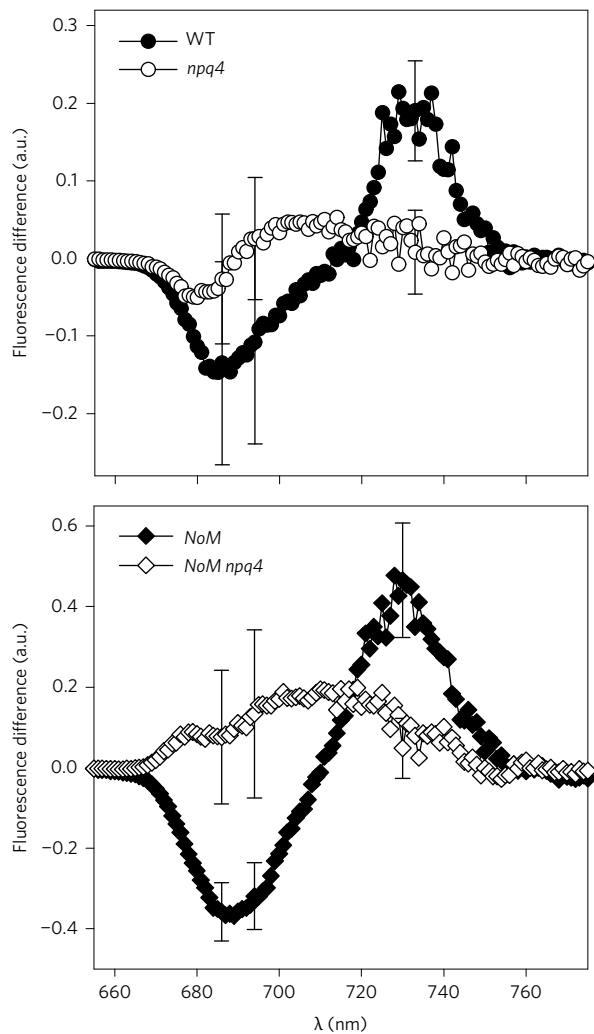 0.3
0.2
0.1
0.0
−0.1
−0.2
Fluorescence difference (a.u.)
WT
npq4
0.6
0.4
0.2
0.0
−0.2
−0.4
Fluorescence difference (a.u.)
NoM
NoM npq4
660 680 700 720 740 760
λ (nm)